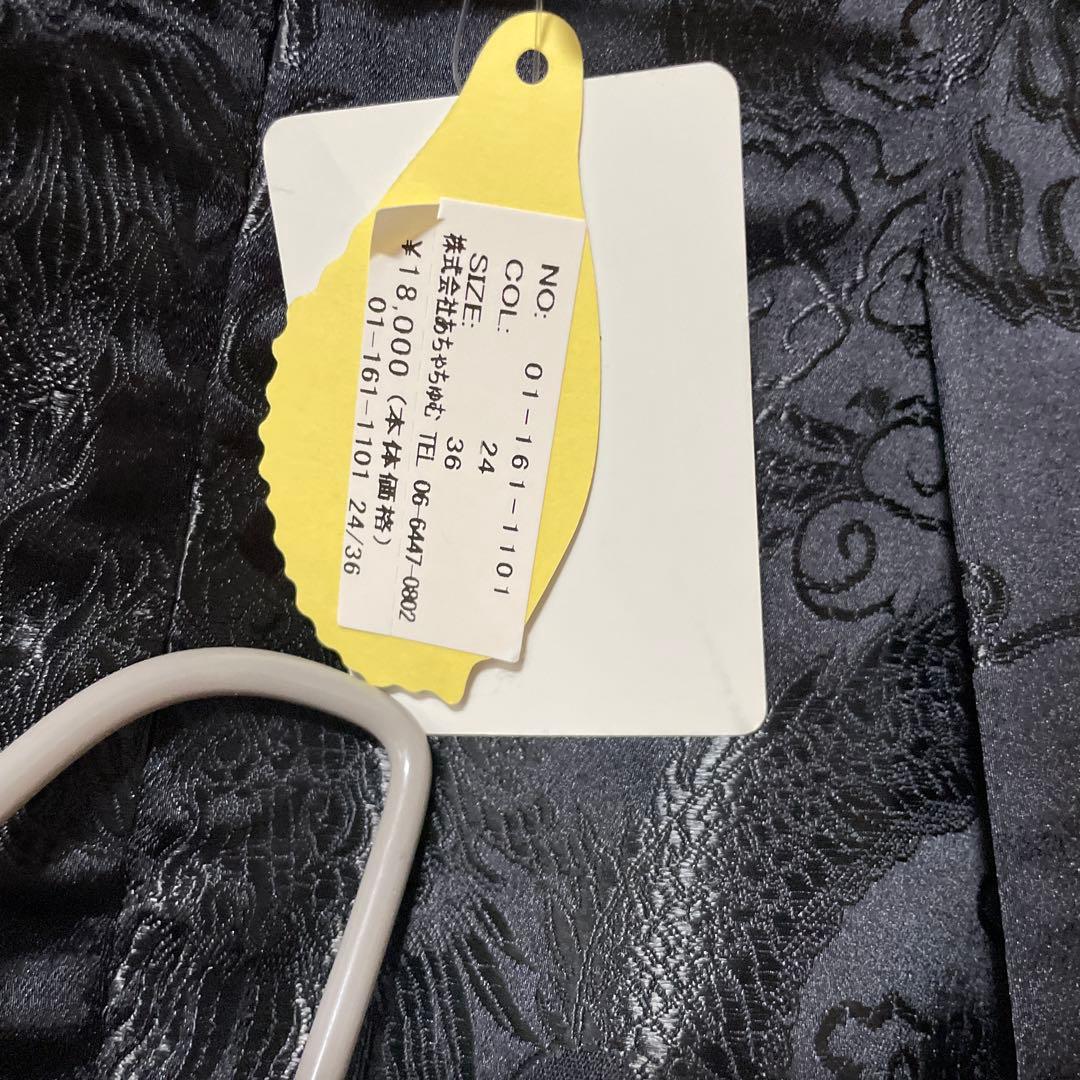 NO: 01-161-1101
COL: 24
SIZE: 36
株式会社あちゃちゅむ TEL 06-6447-0802
¥18,000(本体価格)
01-161-1101 24/36